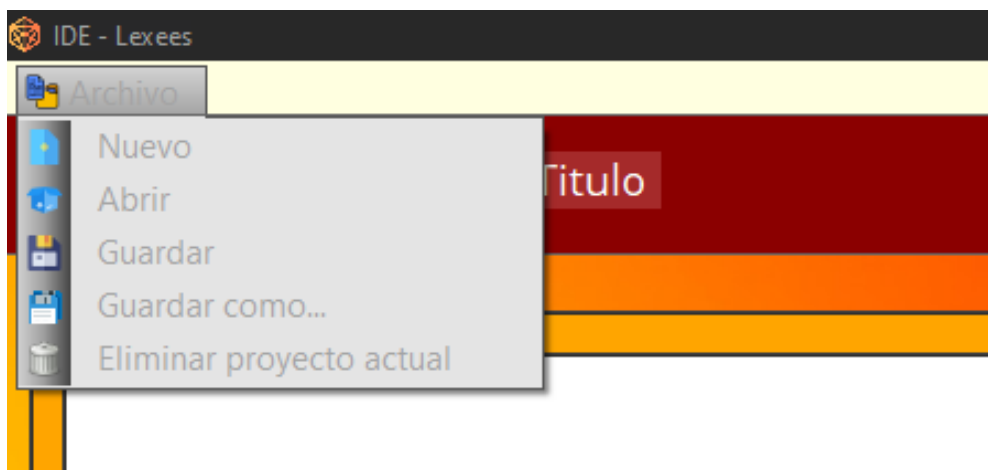 IDE - Lexees
Archivo
Nuevo
Abrir
Guardar
Guardar como...
Eliminar proyecto actual
Titulo